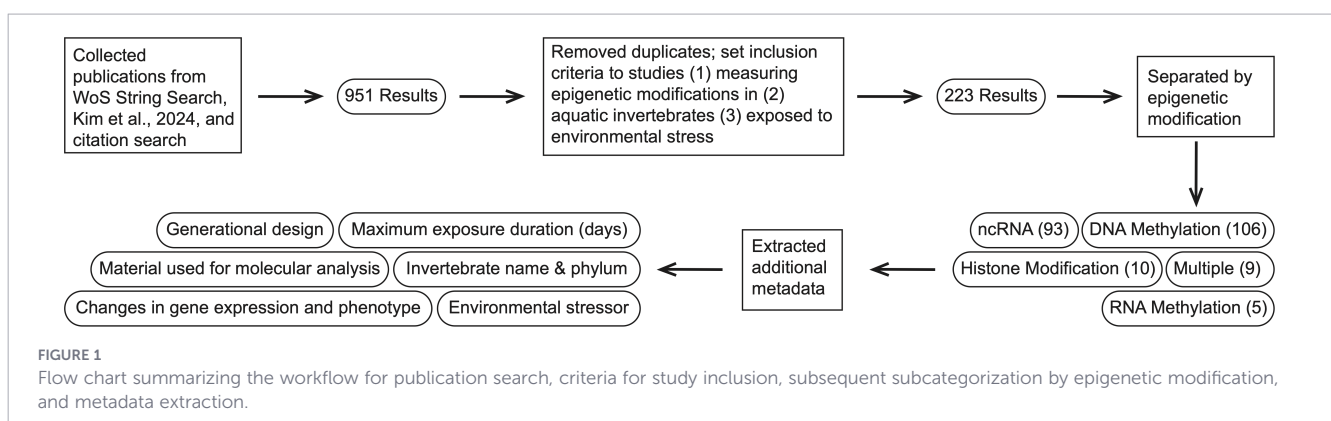 Collected
publications from
WoS String Search,
Kim et al., 2024, and
citation search
951 Results
Removed duplicates; set inclusion
criteria to studies (1) measuring
epigenetic modifications in (2)
aquatic invertebrates (3) exposed to
environmental stress
223 Results
Separated by
epigenetic
modification
ncRNA (93)
DNA Methylation (106)
Histone Modification (10)
Multiple (9)
RNA Methylation (5)
Extracted
additional
metadata
Generational design
Maximum exposure duration (days)
Material used for molecular analysis
Invertebrate name & phylum
Changes in gene expression and phenotype
Environmental stressor
FIGURE 1
Flow chart summarizing the workflow for publication search, criteria for study inclusion, subsequent subcategorization by epigenetic modification,
and metadata extraction.